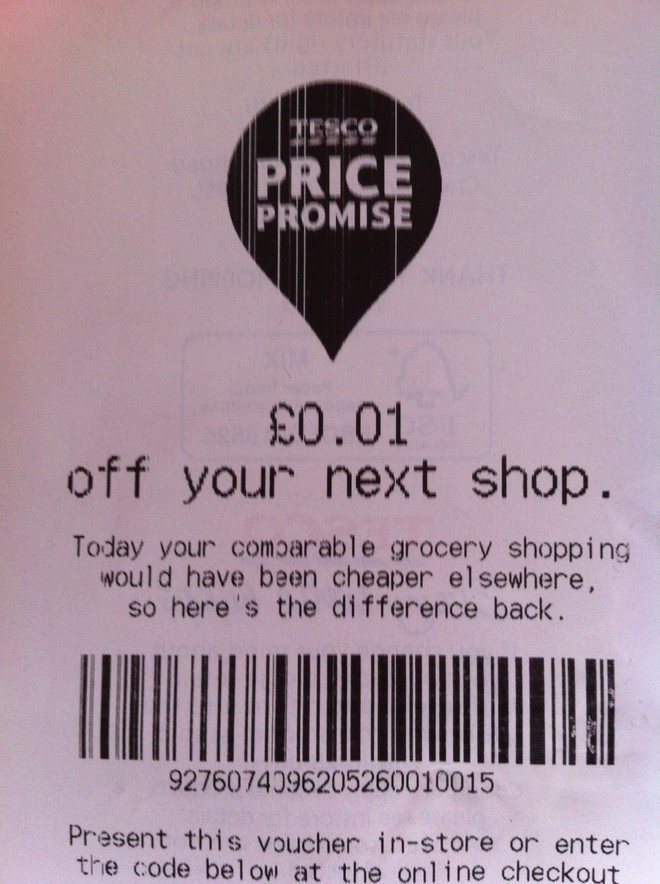 TESCO
PRICE
PROMISE
£0.01
off your next shop.
Today your comparable grocery shopping
would have been cheaper elsewhere,
so here's the difference back.
9276074096205260010015
Present this voucher in-store or enter
the code below at the online checkout